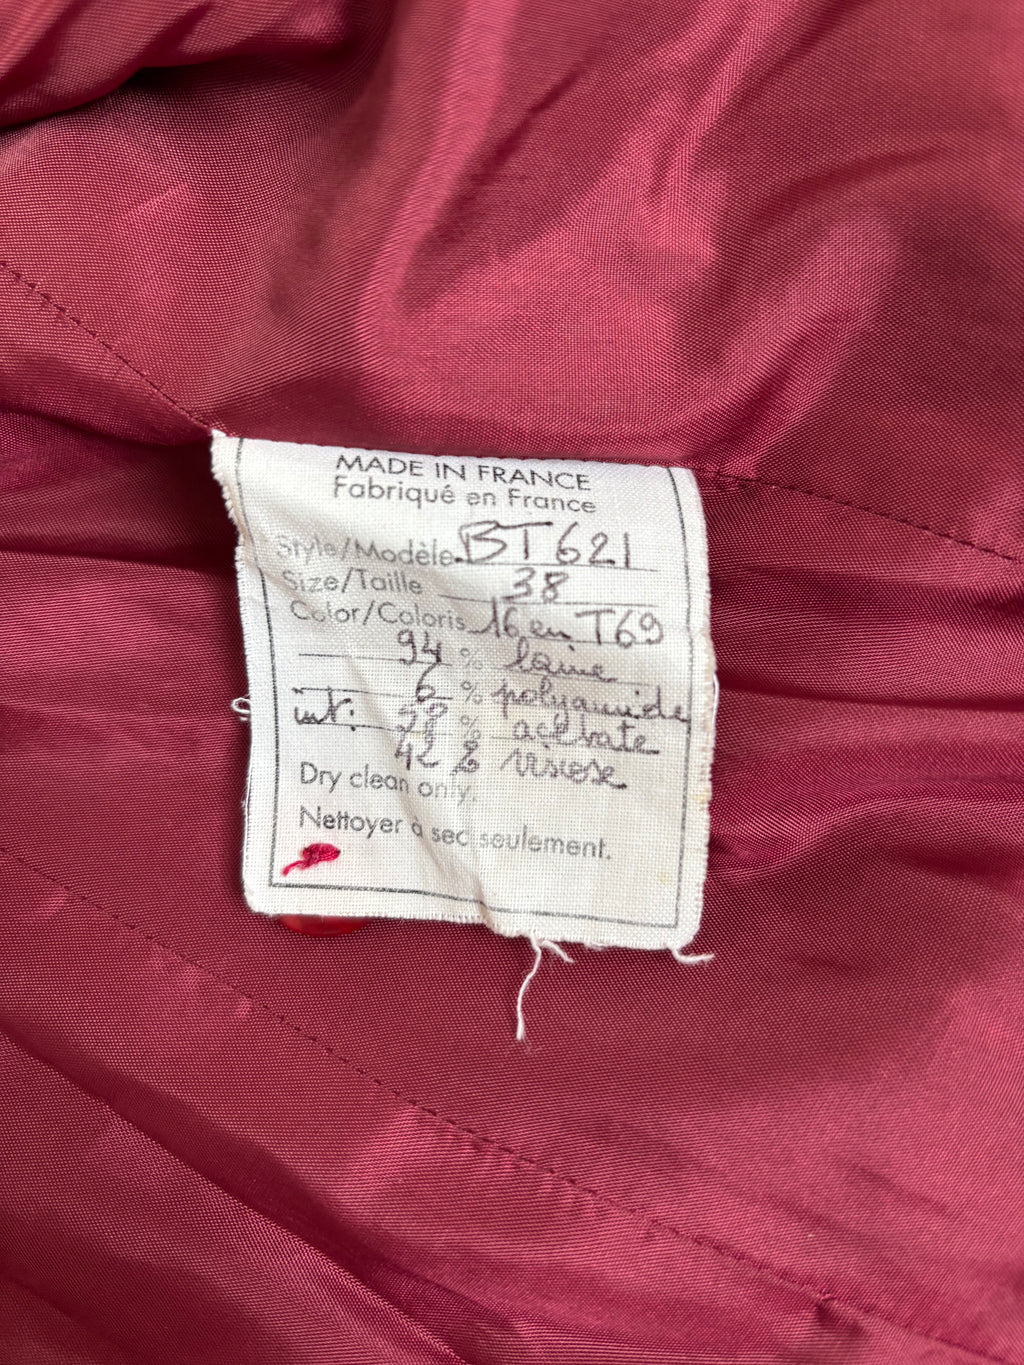 MADE IN FRANCE
Fabriqué en France
Style/Modèle BT621
Size/Taille 38
Color/Coloris 16 en T69
94 % laine
6 % polyamide
int: 58 % acétate
42 % viscose
Dry clean only.
Nettoyer à sec seulement.